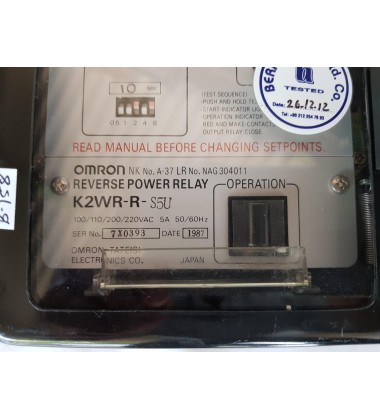 10
0.6 1 2 4 8
(TEST SEQUENCE)
-PUSH AND HOLD TE
-START INDICATOR LIG
-OPERATION INDICATOR
RED AND MAKE-CONTACT
OUTPUT RELAY CLOSE
Co.
TESTED
Date: 26.12.12
READ MANUAL BEFORE CHANGING SETPOINTS.
OMRON NK No. A-37 LR No. NAG 304011
REVERSE POWER RELAY
OPERATION
K2WR-R-S5U
100/110/200/220VAC 5A 50/60Hz
SER No. 7X0393 DATE 1987
OMRON TATEISI
ELECTRONICS CO. JAPAN